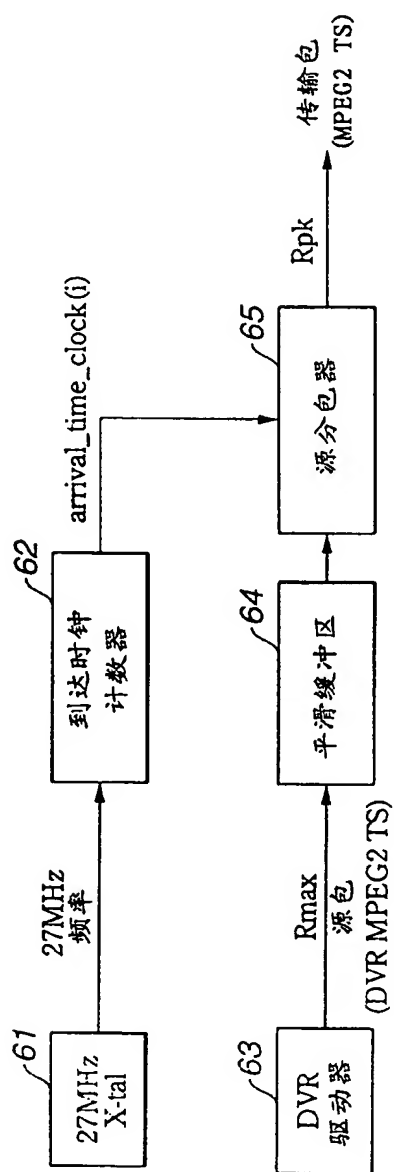 61
27MHz
X-tal
27MHz
频率
62
到达时钟
计数器
arrival_time_clock(i)
63
DVR
驱动器
Rmax
源包
(DVR MPEG2 TS)
64
平滑缓冲区
65
源分包器
Rpk
传输包
(MPEG2 TS)